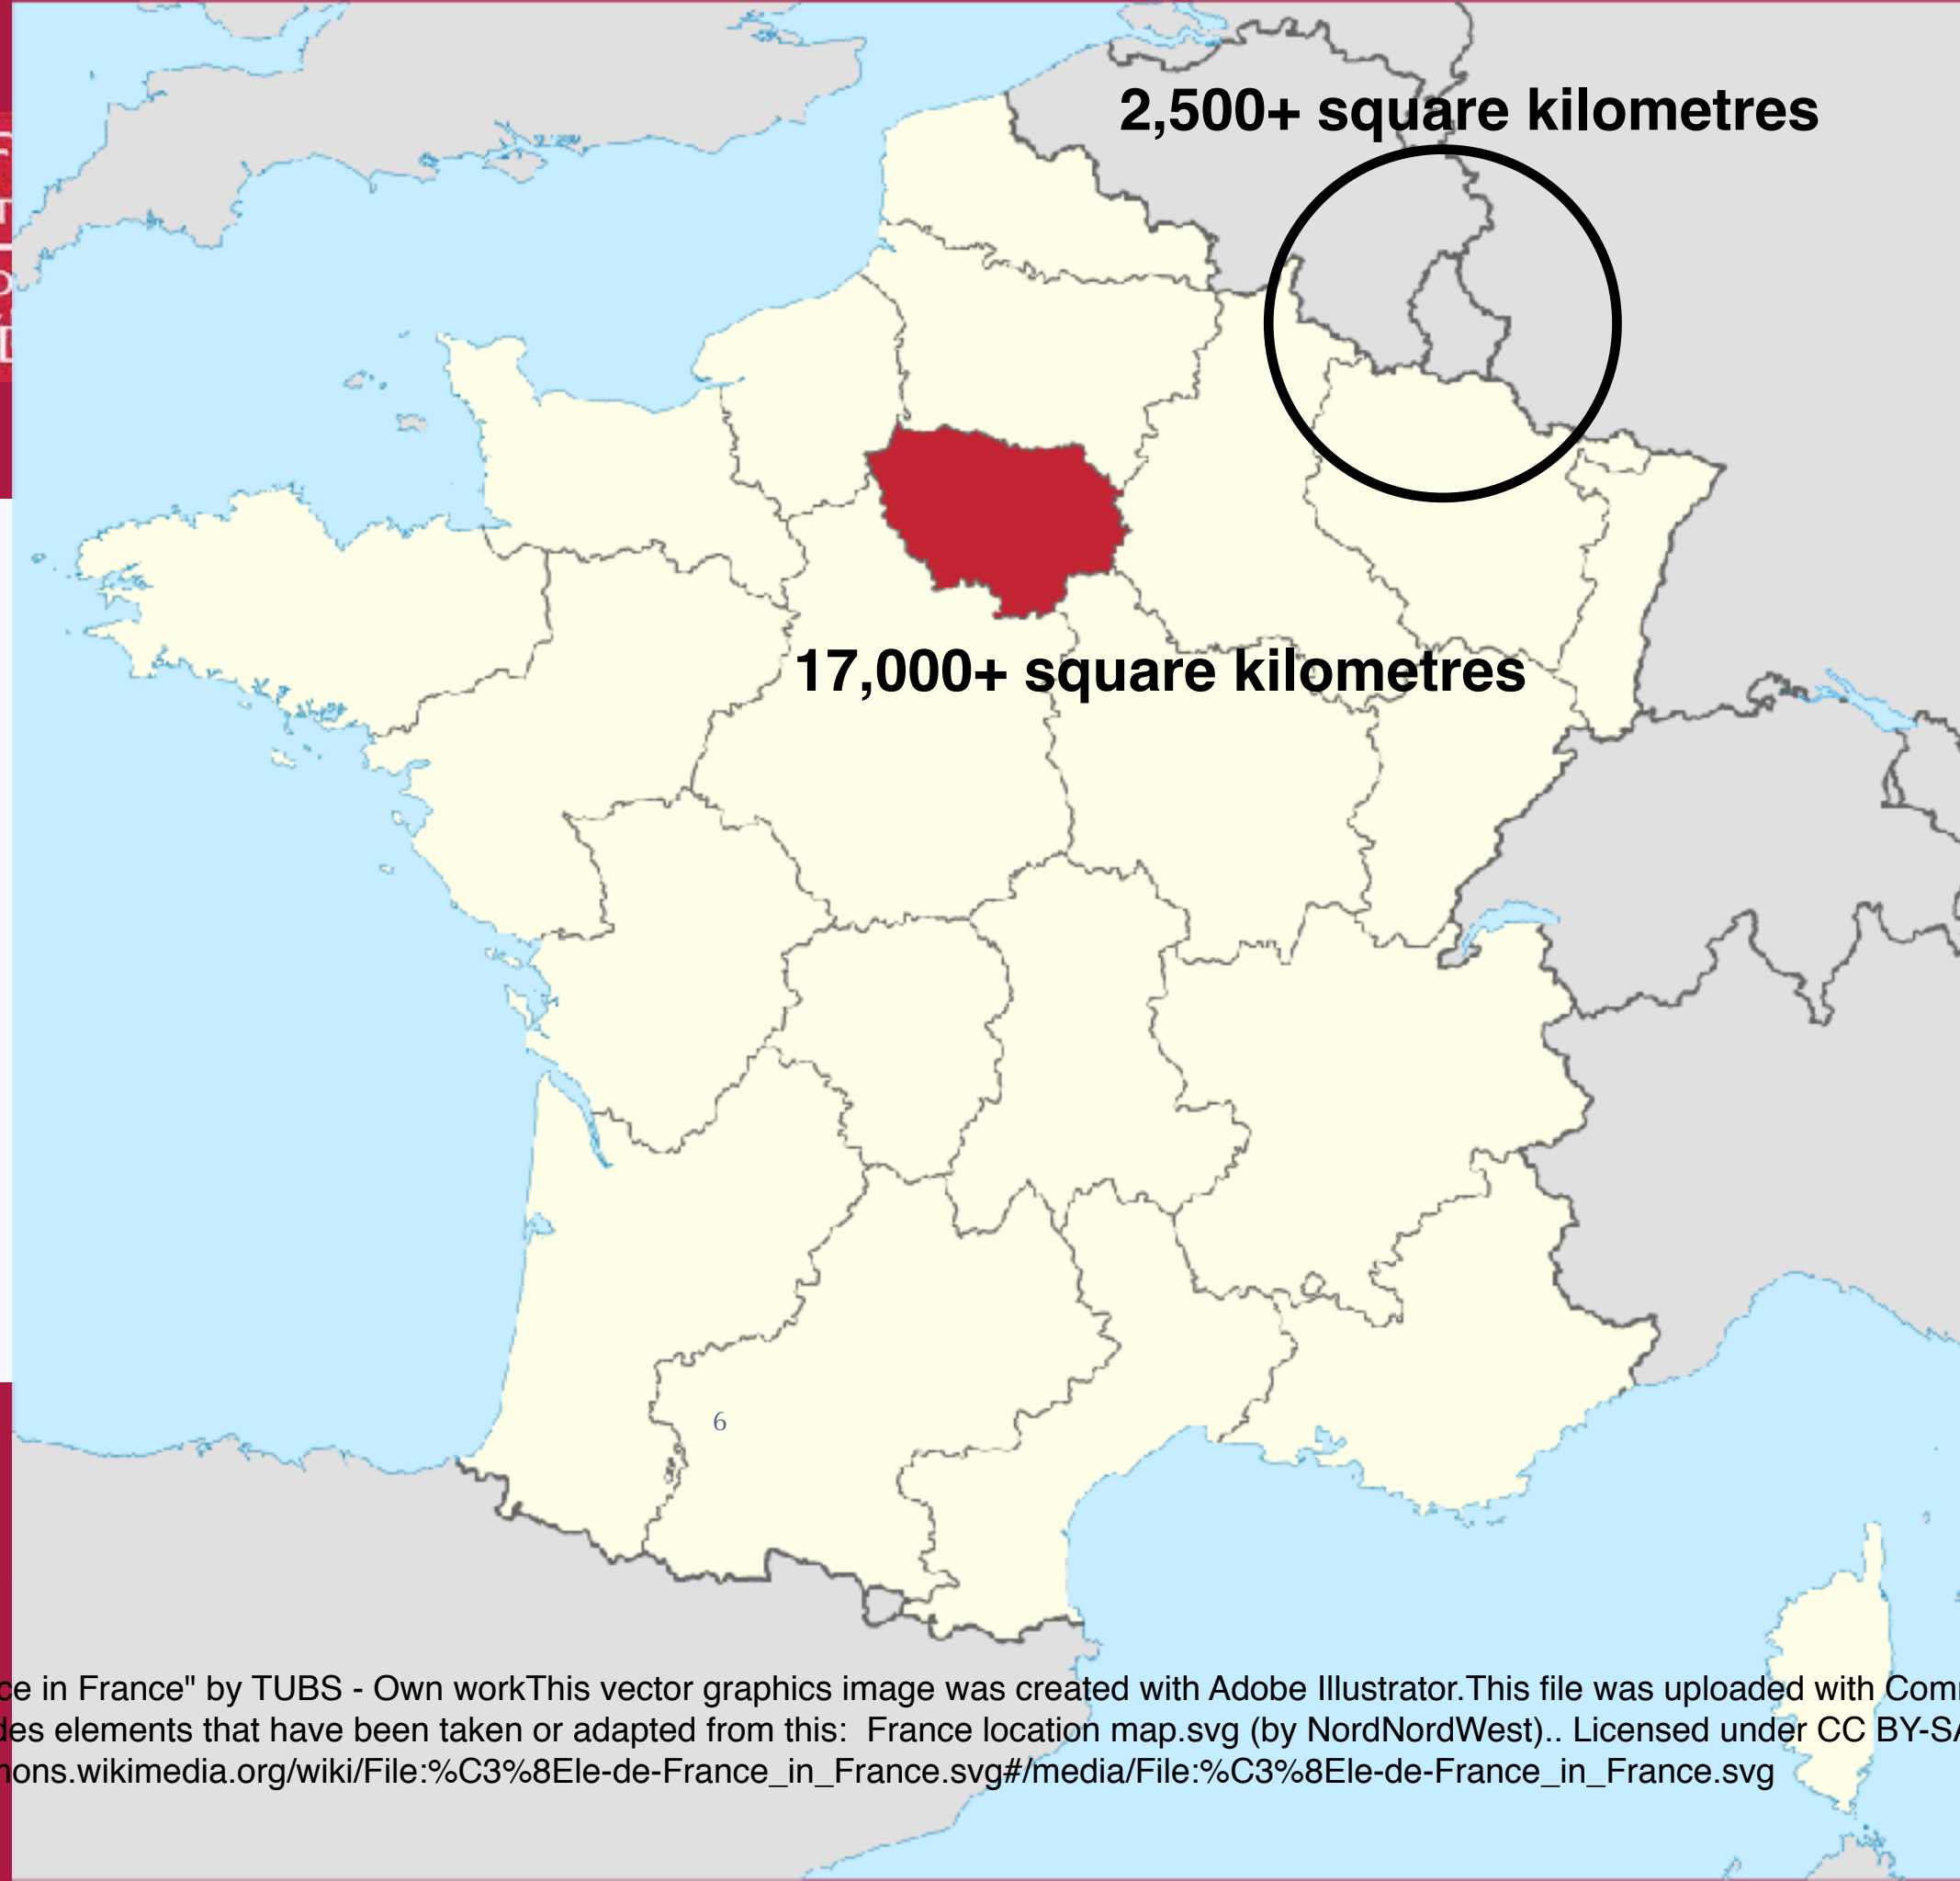 2,500+ square kilometres
17,000+ square kilometres
6
ce in France" by TUBS - Own workThis vector graphics image was created with Adobe Illustrator.This file was uploaded with Com
des elements that have been taken or adapted from this:  France location map.svg (by NordNordWest).. Licensed under CC BY-SA
mons.wikimedia.org/wiki/File:%C3%8Ele-de-France_in_France.svg#/media/File:%C3%8Ele-de-France_in_France.svg